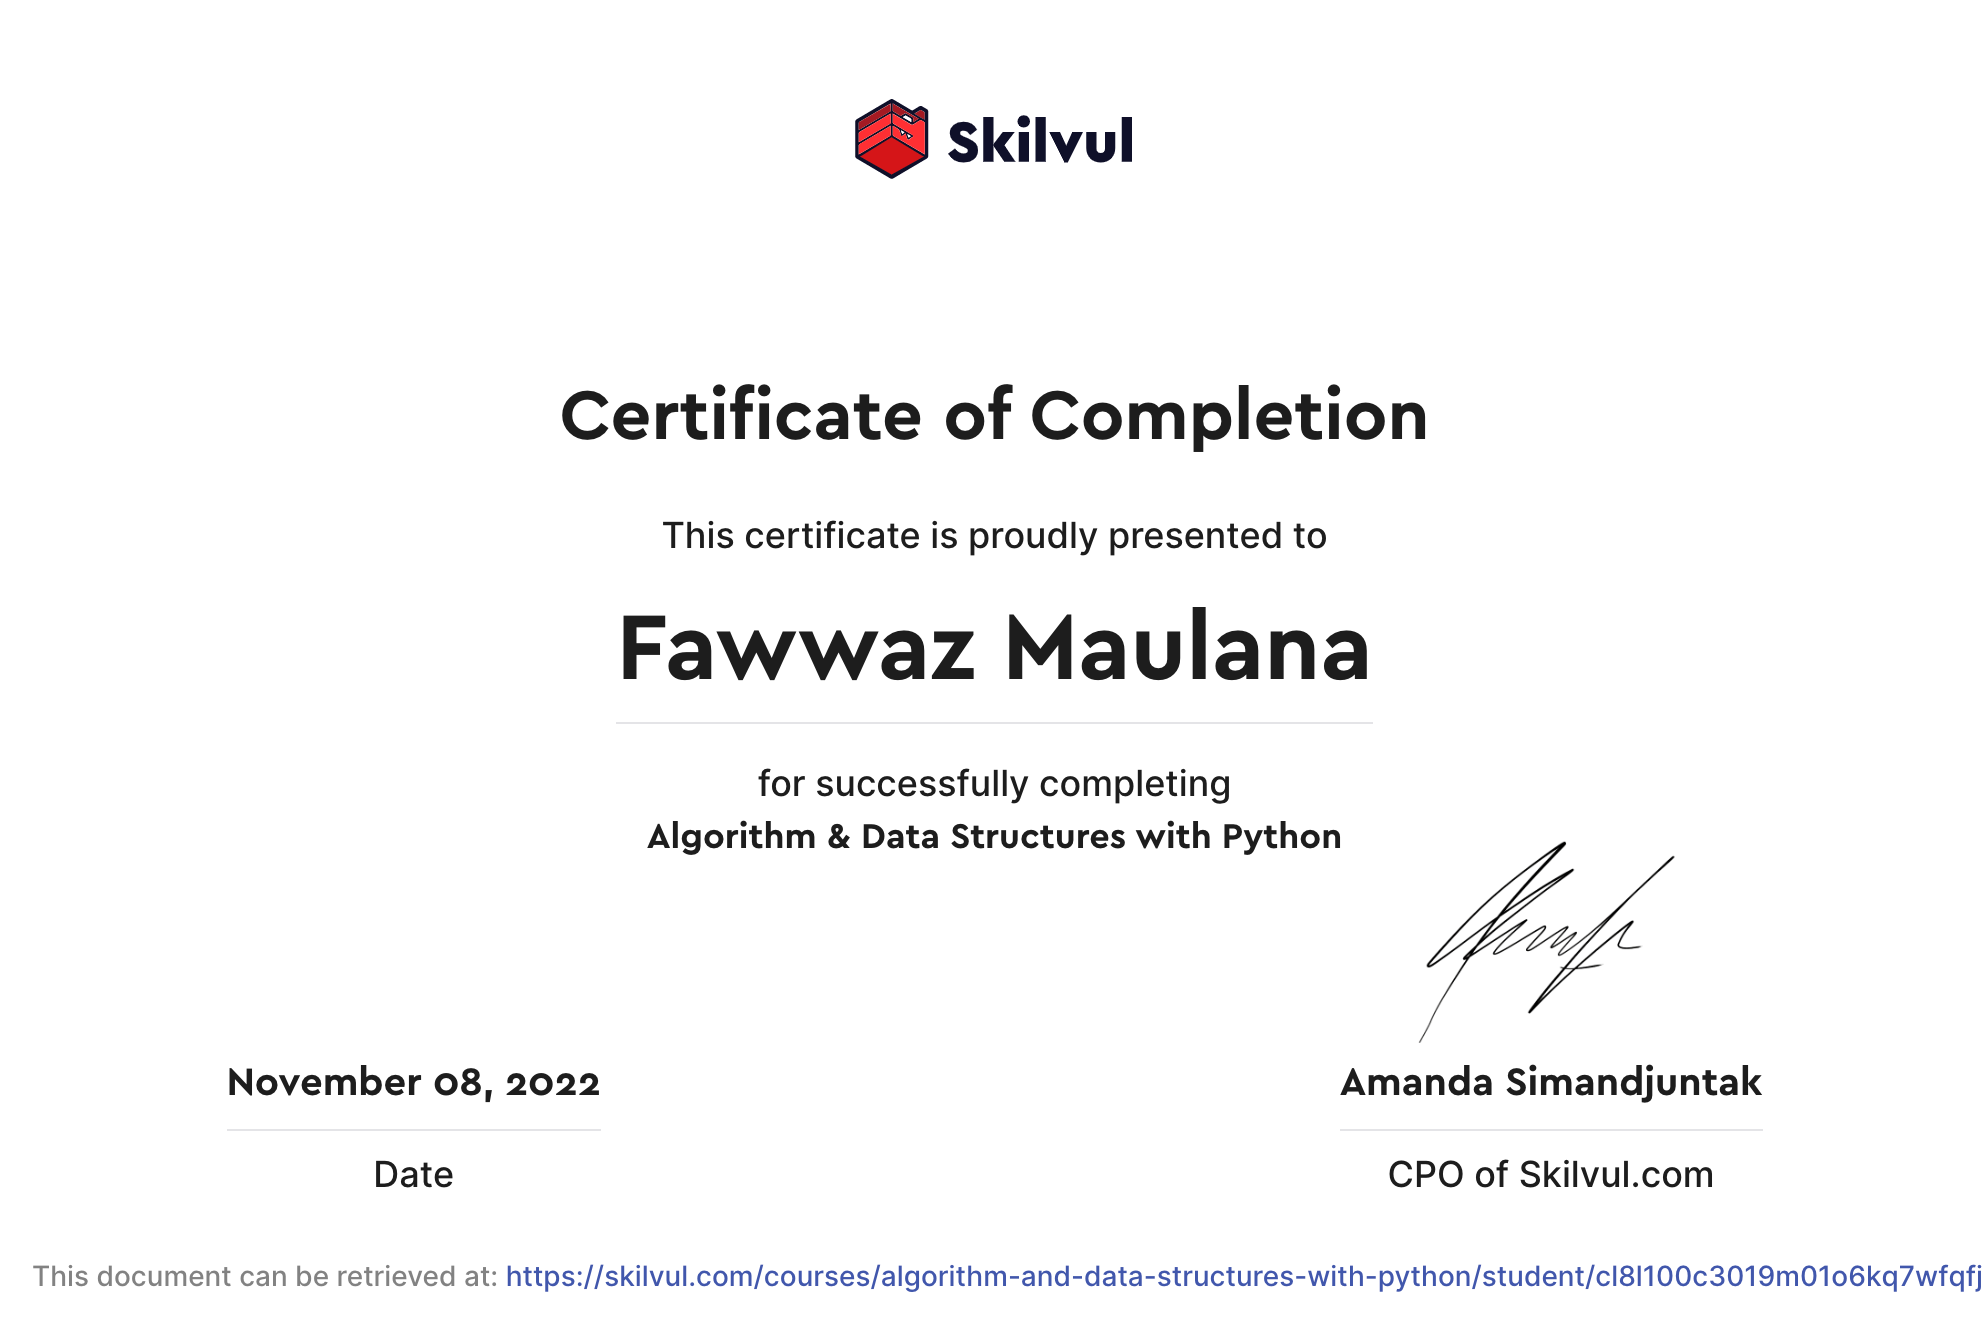 Skilvul
Certificate of Completion
This certificate is proudly presented to
Fawwaz Maulana
for successfully completing
Algorithm & Data Structures with Python
November 08, 2022
Date
Amanda Simandjuntak
CPO of Skilvul.com
This document can be retrieved at: https://skilvul.com/courses/algorithm-and-data-structures-with-python/student/cl8l100c3019m01o6kq7wfqfj